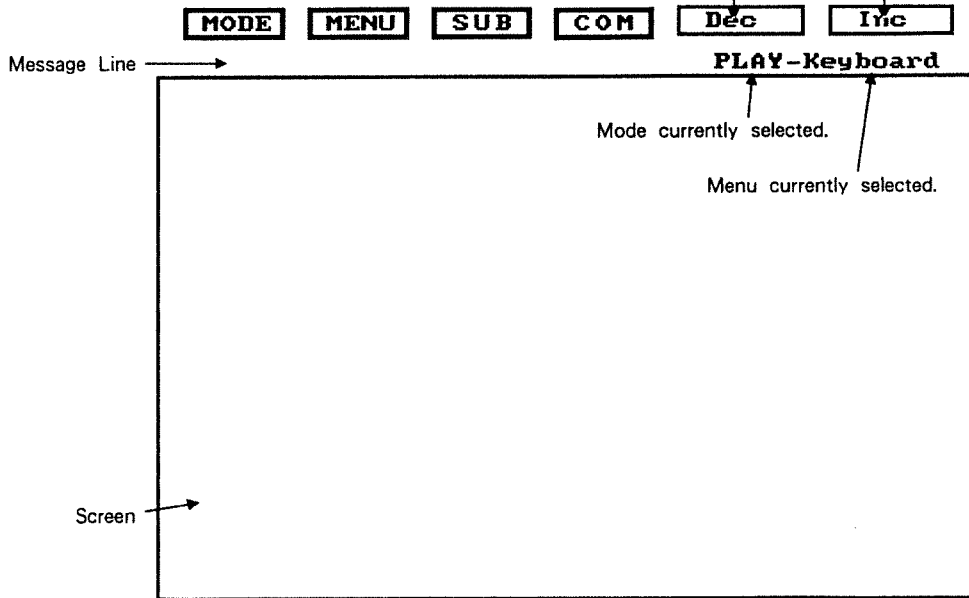 MODE MENU SUB COM Dec Inc
Message Line PLAY-Keyboard
Mode currently selected.
Menu currently selected.
Screen